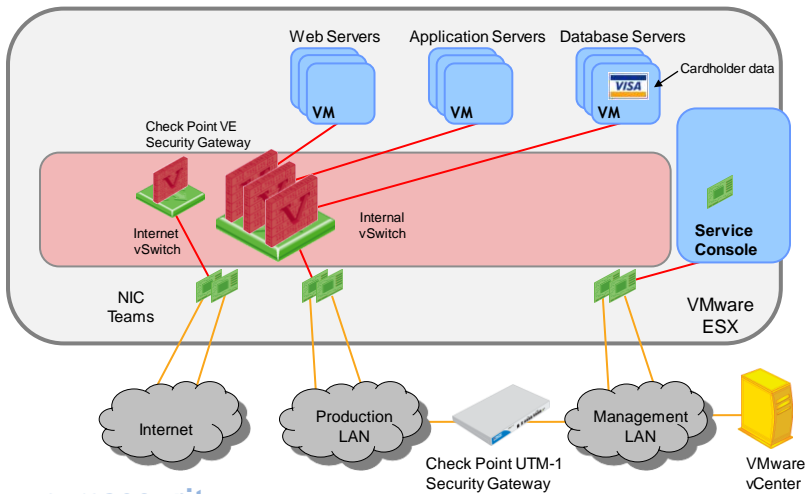 Web Servers
Application Servers
Database Servers
VISA
Cardholder data
VM
VM
VM
Check Point VE
Security Gateway
V
V
Internet
vSwitch
Internal
vSwitch
Service
Console
NIC
Teams
VMware
ESX
Internet
Production
LAN
Management
LAN
Check Point UTM-1
Security Gateway
VMware
vCenter